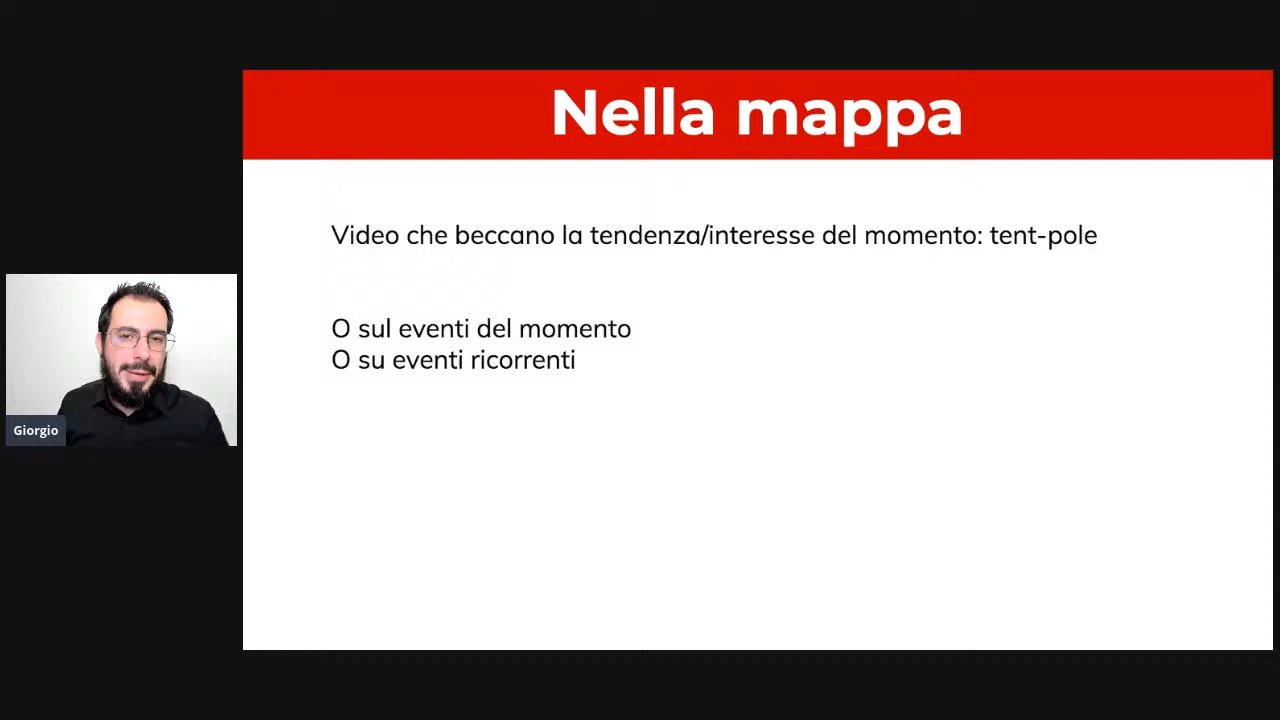 Nella mappa
Video che beccano la tendenza/interesse del momento: tent-pole
O sul eventi del momento
O su eventi ricorrenti
Giorgio